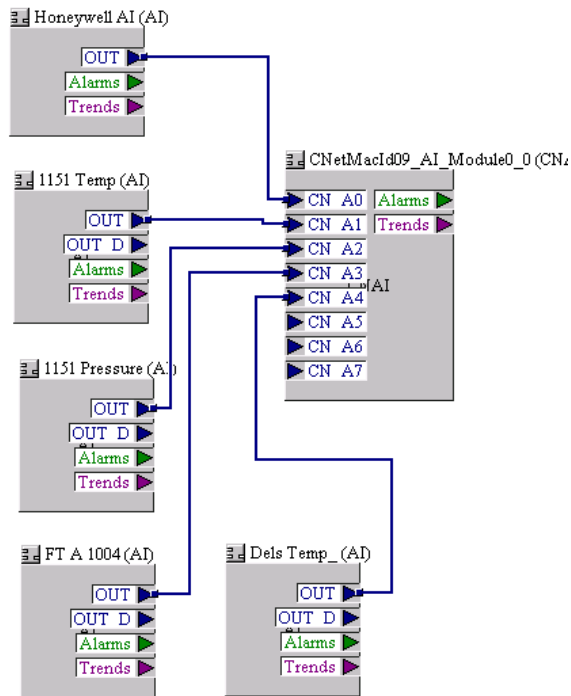 Honeywell AI (AI)
OUT
Alarms
Trends
1151 Temp (AI)
OUT
OUT D
Alarms
Trends
1151 Pressure (AI)
OUT
OUT D
Alarms
Trends
FT A 1004 (AI)
OUT
OUT D
Alarms
Trends
CNetMacId09_AI_Module0_0 (CNA
CN A0 Alarms
CN A1 Trends
CN A2
CN A3
CN A4
CN A5
CN A6
CN A7
Dels Temp_ (AI)
OUT
OUT D
Alarms
Trends